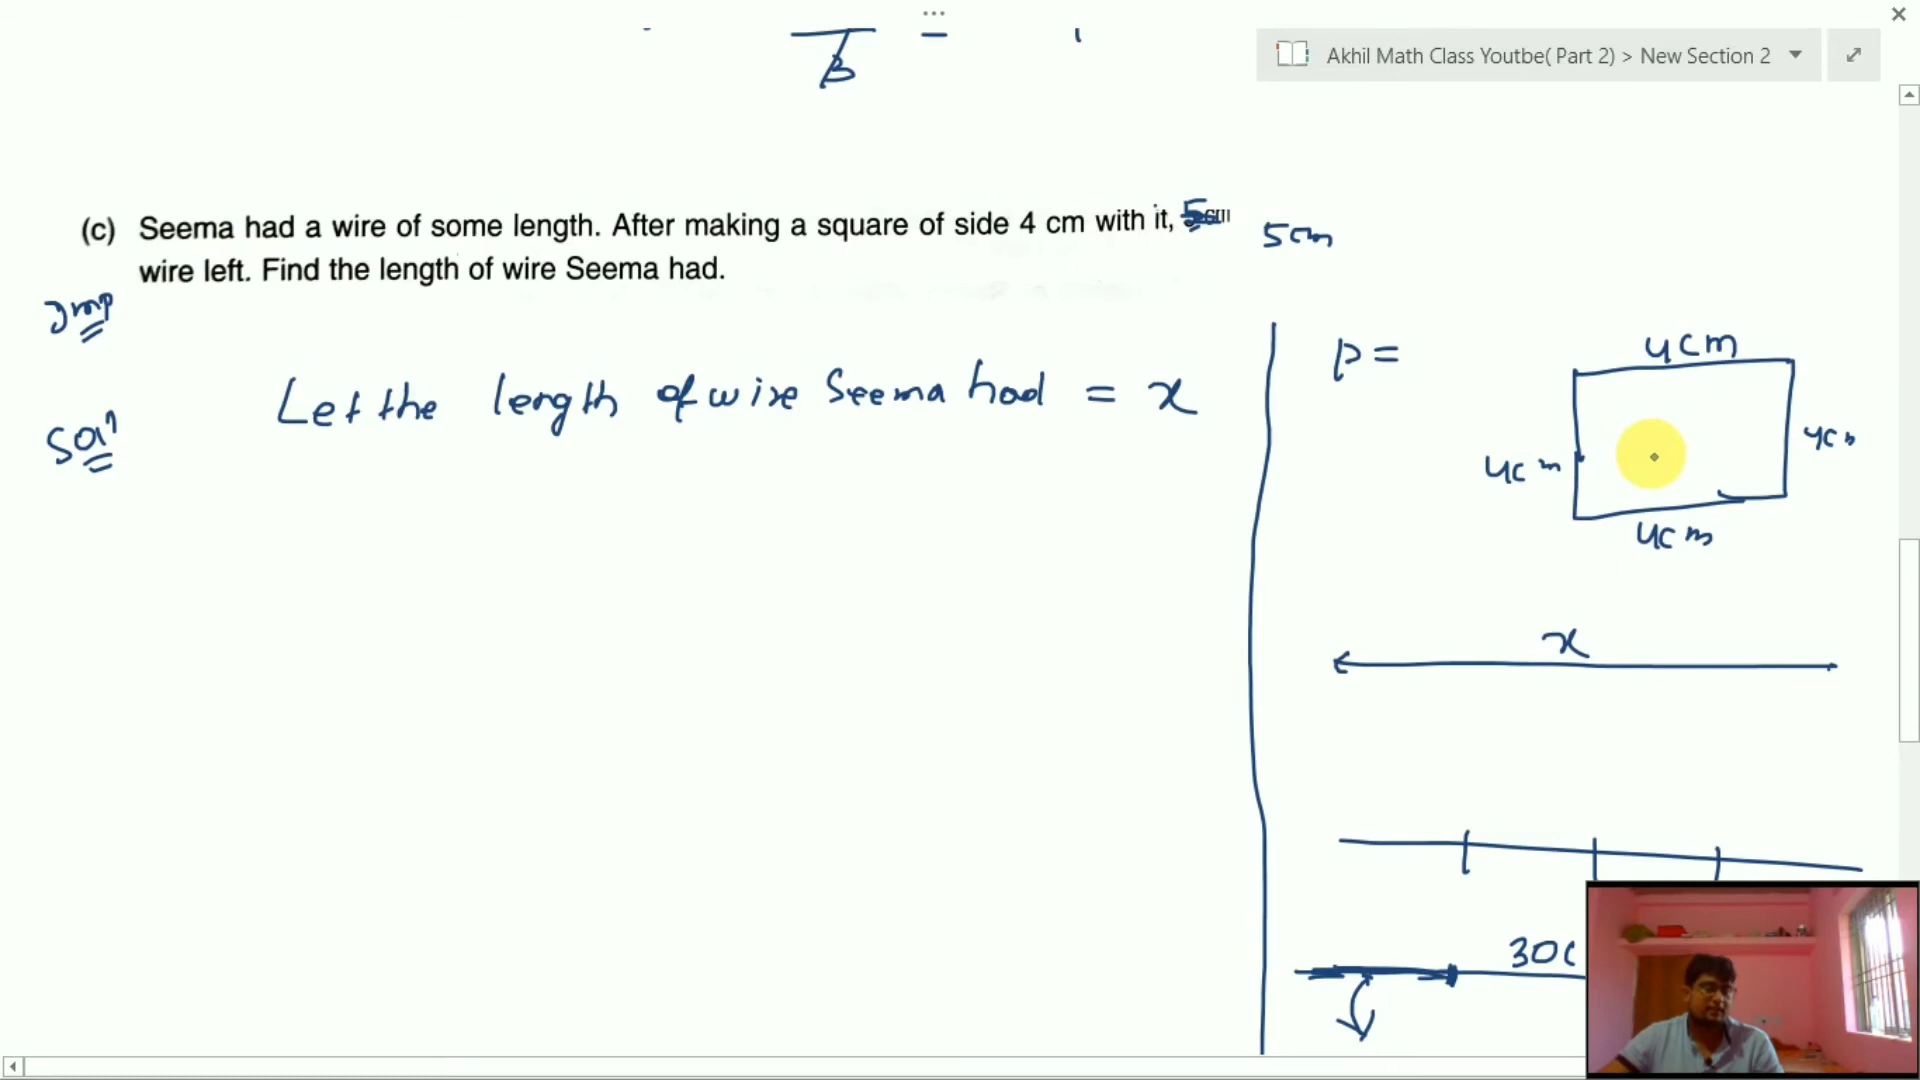 B =
Akhil Math Class Youtbe( Part 2) > New Section 2
(c) Seema had a wire of some length. After making a square of side 4 cm with it, 5cm
5cm
wire left. Find the length of wire Seema had.
Imp
Solⁿ
Let the length of wire Seema had = x
P =
4cm
4cm
4c
4cm
x
30c